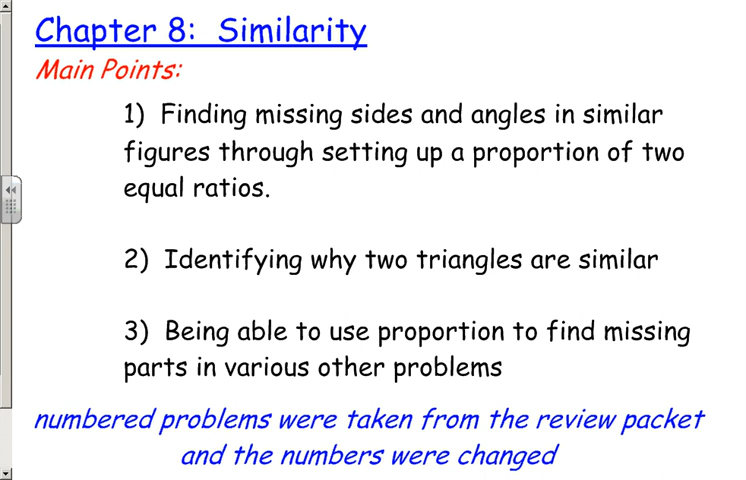 Chapter 8: Similarity
Main Points:
1) Finding missing sides and angles in similar
figures through setting up a proportion of two
equal ratios.
2) Identifying why two triangles are similar
3) Being able to use proportion to find missing
parts in various other problems
numbered problems were taken from the review packet
and the numbers were changed